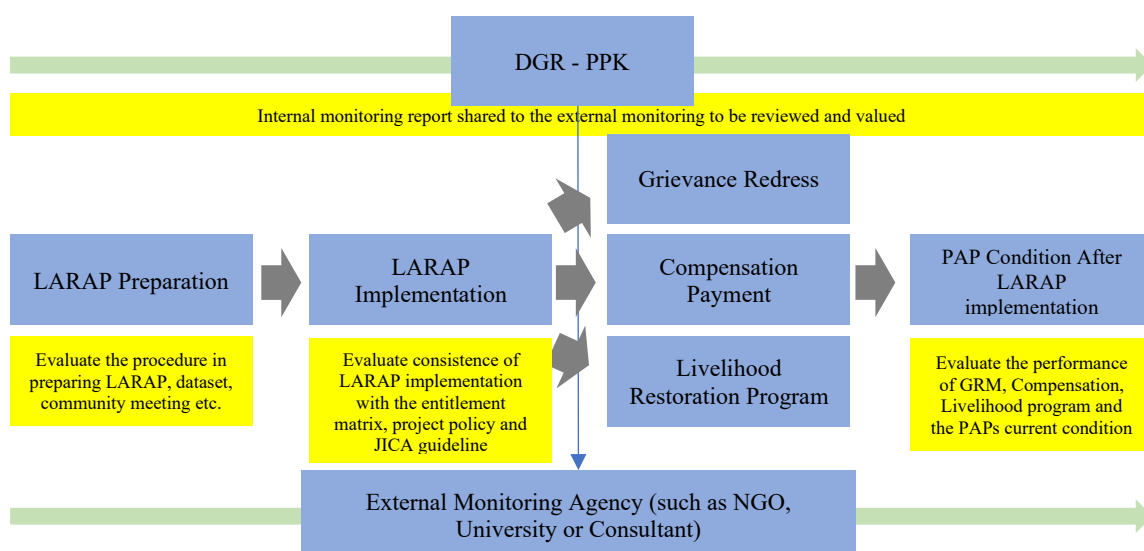 DGR - PPK
Internal monitoring report shared to the external monitoring to be reviewed and valued
Grievance Redress
LARAP Preparation
LARAP
Implementation
Compensation
Payment
PAP Condition After
LARAP
implementation
Evaluate the procedure in
preparing LARAP, dataset,
community meeting etc.
Evaluate consistence of
LARAP implementation
with the entitlement
matrix, project policy and
JICA guideline
Livelihood
Restoration Program
Evaluate the performance
of GRM, Compensation,
Livelihood program and
the PAPs current condition
External Monitoring Agency (such as NGO,
University or Consultant)